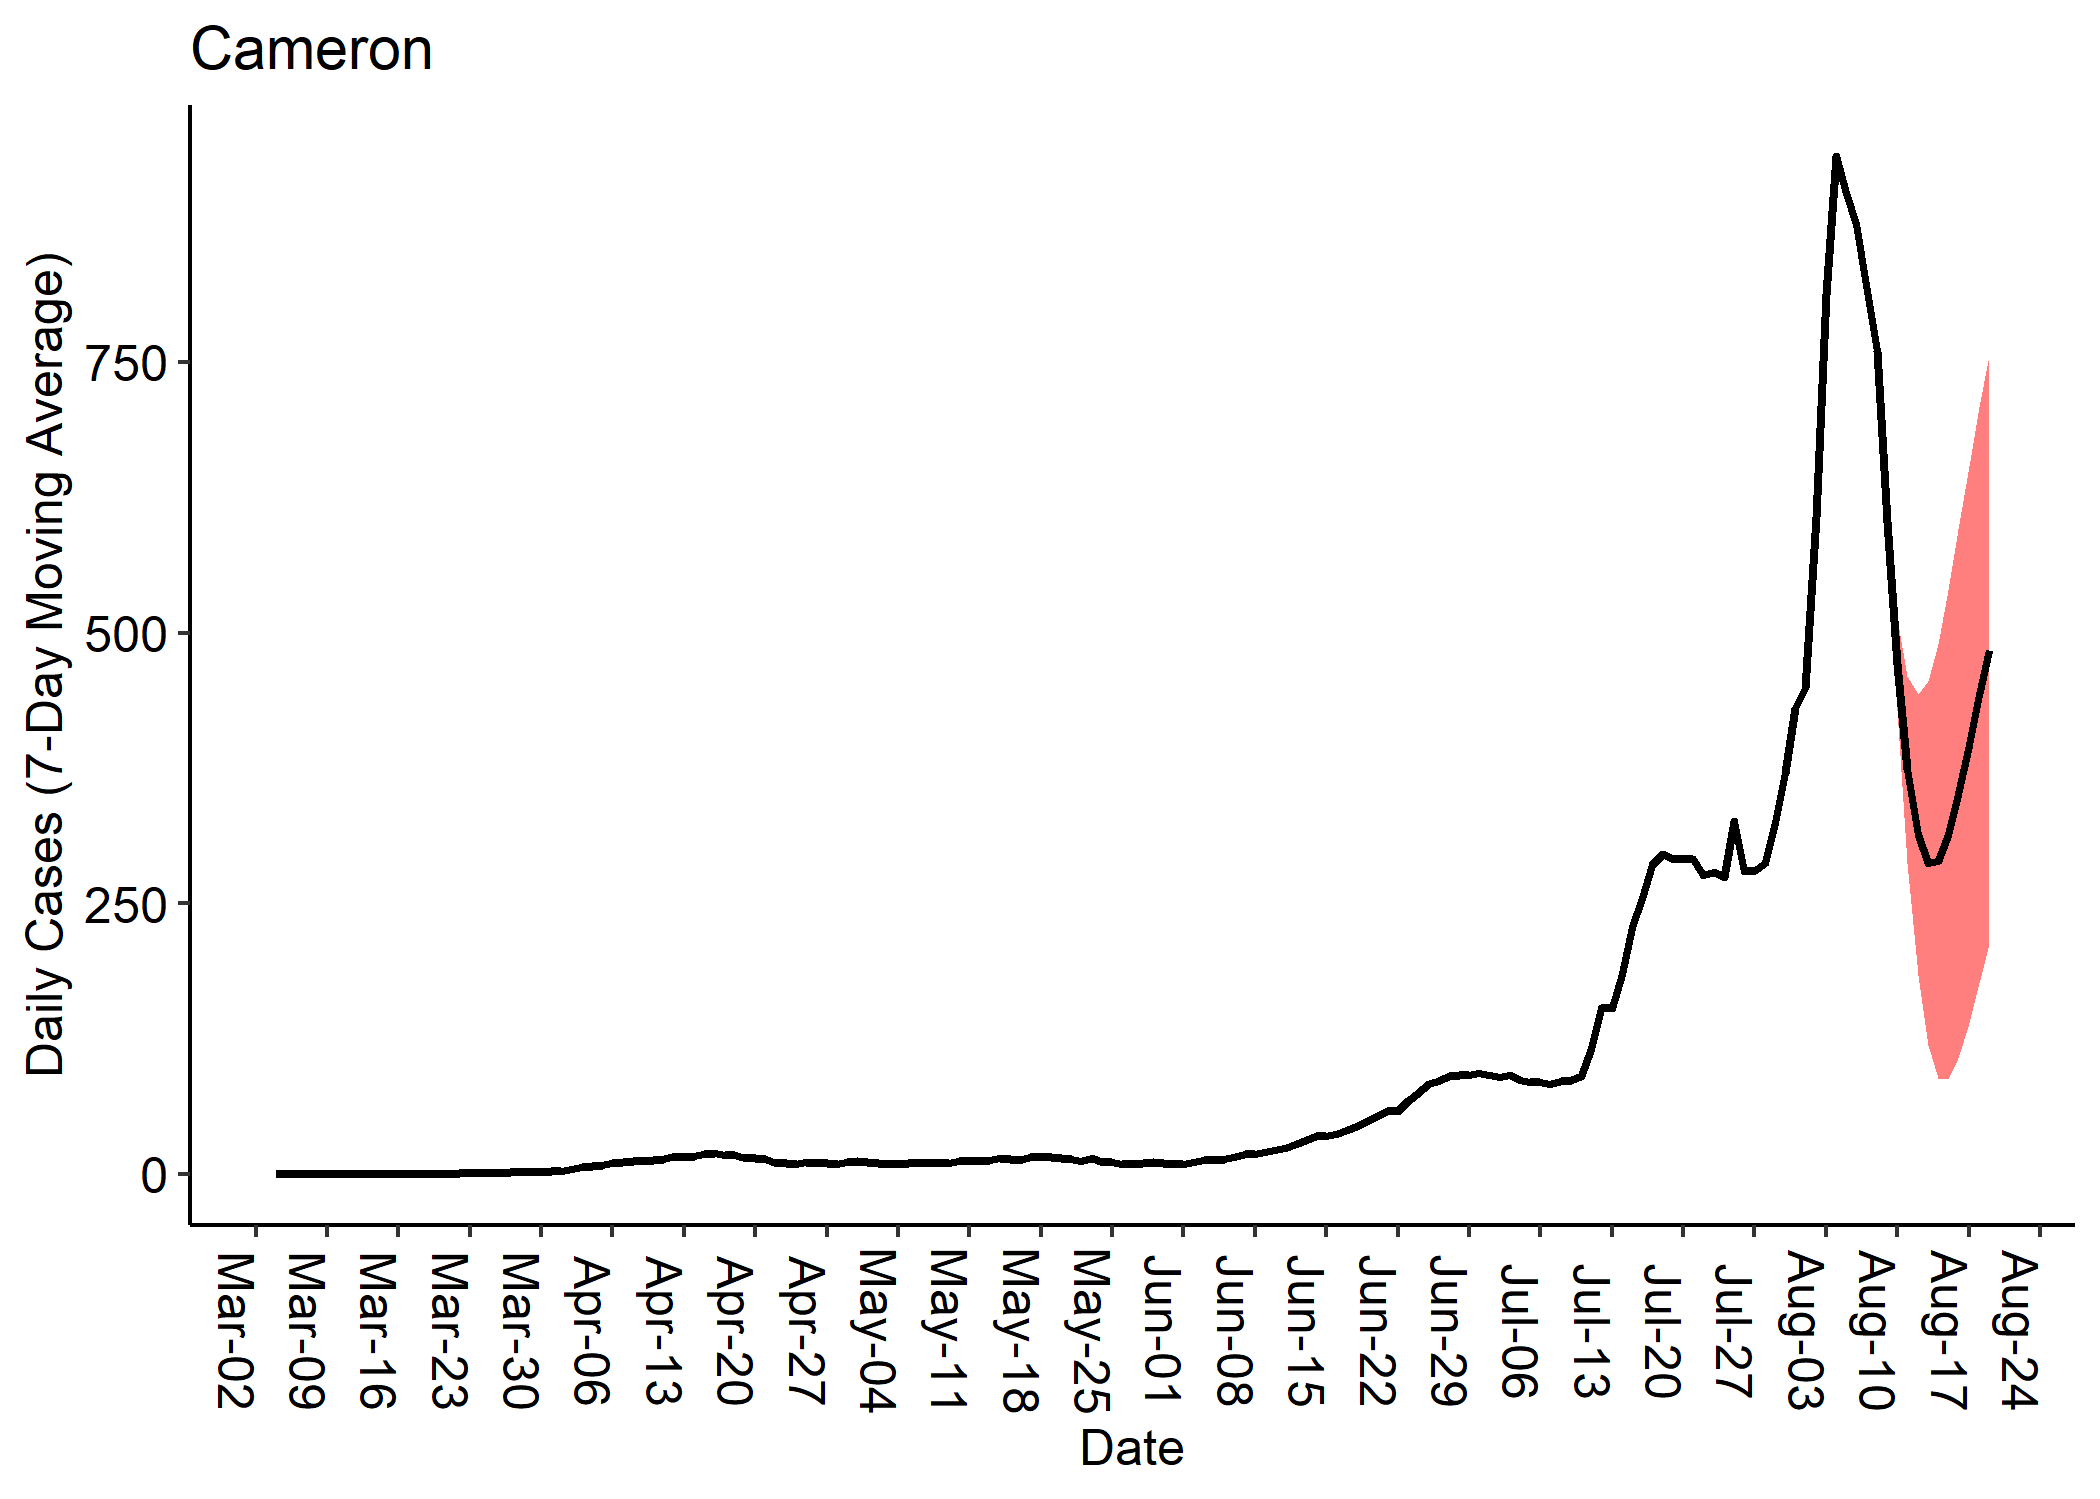 Cameron
Daily Cases (7-Day Moving Average)
750
500
250
0
Mar-02
Mar-09
Mar-16
Mar-23
Mar-30
Apr-06
Apr-13
Apr-20
Apr-27
May-04
May-11
May-18
May-25
Jun-01
Jun-08
Jun-15
Jun-22
Jun-29
Jul-06
Jul-13
Jul-20
Jul-27
Aug-03
Aug-10
Aug-17
Aug-24
Date